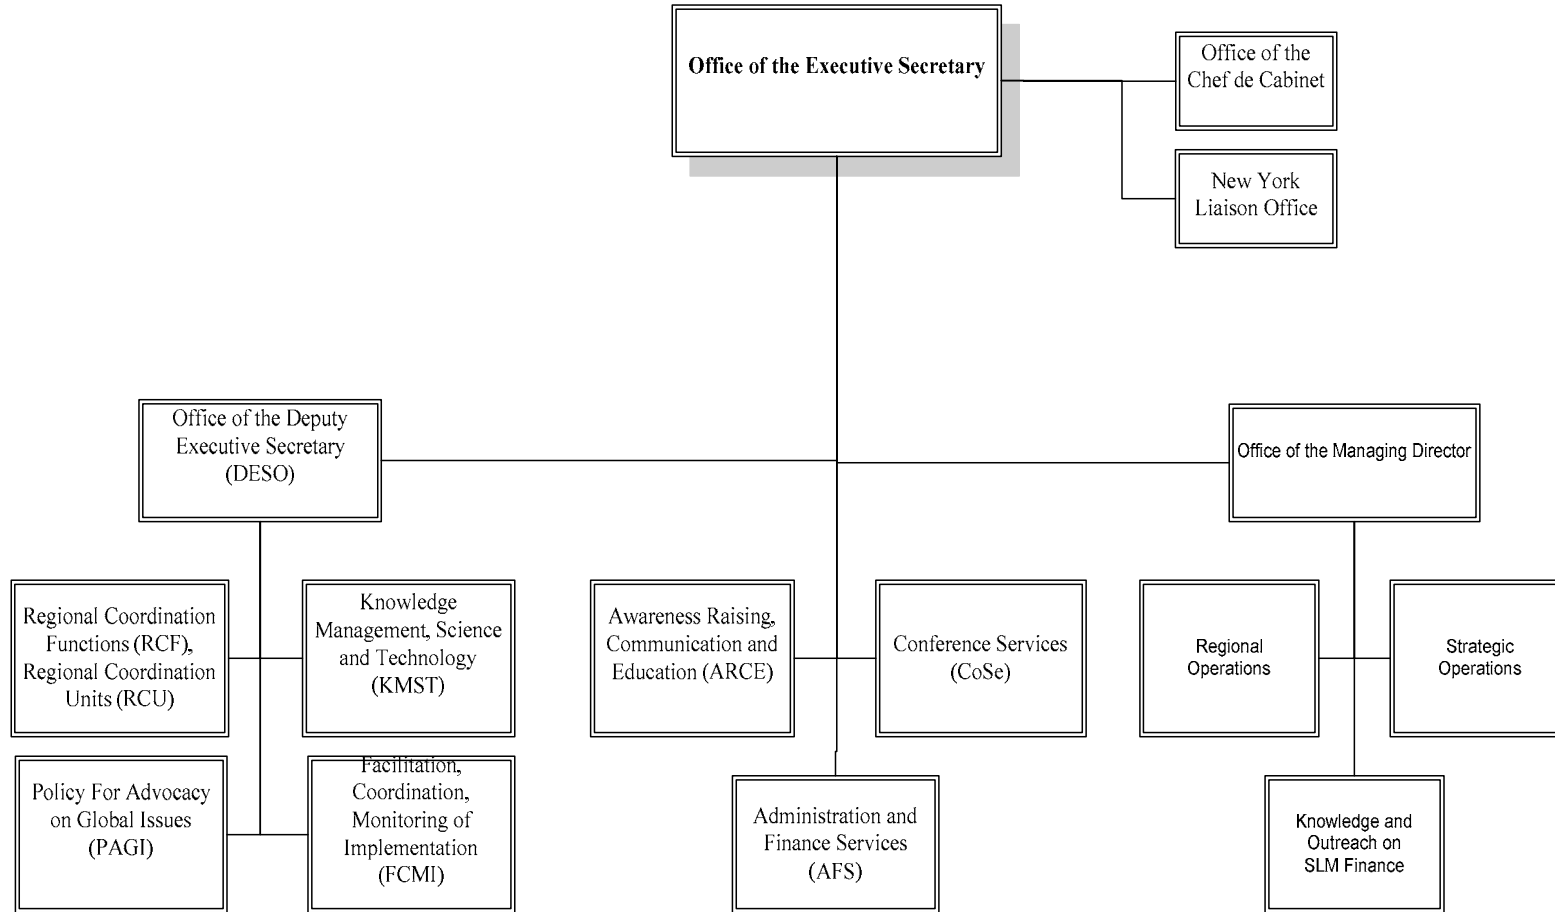 Office of the Executive Secretary
Office of the
Chef de Cabinet
New York
Liaison Office
Office of the Deputy
Executive Secretary
(DESO)
Office of the Managing Director
Regional Coordination
Functions (RCF),
Regional Coordination
Units (RCU)
Knowledge
Management, Science
and Technology
(KMST)
Awareness Raising,
Communication and
Education (ARCE)
Conference Services
(CoSe)
Regional
Operations
Strategic
Operations
Policy For Advocacy
on Global Issues
(PAGI)
Facilitation,
Coordination,
Monitoring of
Implementation
(FCMI)
Administration and
Finance Services
(AFS)
Knowledge and
Outreach on
SLM Finance